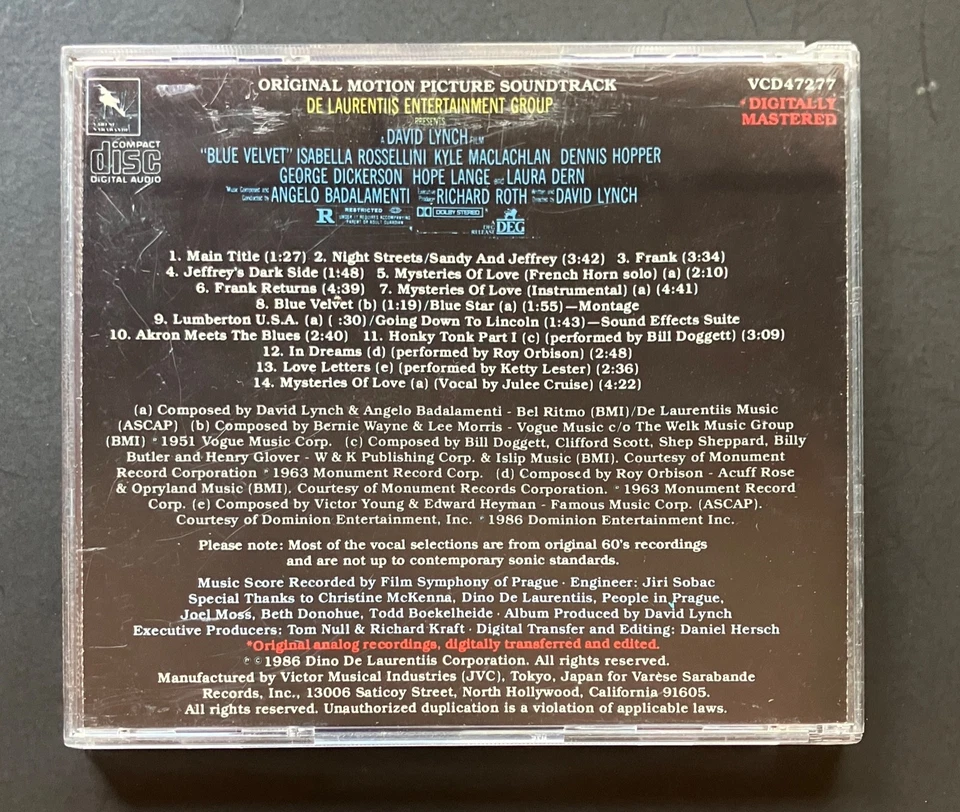 ORIGINAL MOTION PICTURE SOUNDTRACK
VCD47277
DE LAURENTIIS ENTERTAINMENT GROUP
*DIGITALLY
MASTERED
PRESENTS
A DAVID LYNCH FILM
COMPACT
disc
DIGITAL AUDIO
"BLUE VELVET" ISABELLA ROSSELLINI KYLE MACLACHLAN DENNIS HOPPER
GEORGE DICKERSON HOPE LANGE and LAURA DERN
Music Composed and Conducted by ANGELO BADALAMENTI Executive Producer RICHARD ROTH Written and Directed by DAVID LYNCH
R RESTRICTED DOLBY STEREO
A DEG RELEASE DEG
1. Main Title (1:27) 2. Night Streets/Sandy And Jeffrey (3:42) 3. Frank (3:34)
4. Jeffrey's Dark Side (1:48) 5. Mysteries Of Love (French Horn solo) (a) (2:10)
6. Frank Returns (4:39) 7. Mysteries Of Love (Instrumental) (a) (4:41)
8. Blue Velvet (b) (1:19)/Blue Star (a) (1:55)—Montage
9. Lumberton U.S.A. (a) ( :30)/Going Down To Lincoln (1:43)—Sound Effects Suite
10. Akron Meets The Blues (2:40) 11. Honky Tonk Part I (c) (performed by Bill Doggett) (3:09)
12. In Dreams (d) (performed by Roy Orbison) (2:48)
13. Love Letters (e) (performed by Ketty Lester) (2:36)
14. Mysteries Of Love (a) (Vocal by Julee Cruise) (4:22)
(a) Composed by David Lynch & Angelo Badalamenti - Bel Ritmo (BMI)/De Laurentiis Music
(ASCAP) (b) Composed by Bernie Wayne & Lee Morris - Vogue Music c/o The Welk Music Group
(BMI) ℗1951 Vogue Music Corp. (c) Composed by Bill Doggett, Clifford Scott, Shep Sheppard, Billy
Butler and Henry Glover - W & K Publishing Corp. & Islip Music (BMI). Courtesy of Monument
Record Corporation ℗1963 Monument Record Corp. (d) Composed by Roy Orbison - Acuff Rose
& Opryland Music (BMI). Courtesy of Monument Records Corporation. ℗1963 Monument Record
Corp. (e) Composed by Victor Young & Edward Heyman - Famous Music Corp. (ASCAP).
Courtesy of Dominion Entertainment, Inc. ℗1986 Dominion Entertainment Inc.
Please note: Most of the vocal selections are from original 60's recordings
and are not up to contemporary sonic standards.
Music Score Recorded by Film Symphony of Prague · Engineer: Jiri Sobac
Special Thanks to Christine McKenna, Dino De Laurentiis, People in Prague,
Joel Moss, Beth Donohue, Todd Boekelheide · Album Produced by David Lynch
Executive Producers: Tom Null & Richard Kraft · Digital Transfer and Editing: Daniel Hersch
*Original analog recordings, digitally transferred and edited.
℗©1986 Dino De Laurentiis Corporation. All rights reserved.
Manufactured by Victor Musical Industries (JVC), Tokyo, Japan for Varèse Sarabande
Records, Inc., 13006 Saticoy Street, North Hollywood, California 91605.
All rights reserved. Unauthorized duplication is a violation of applicable laws.